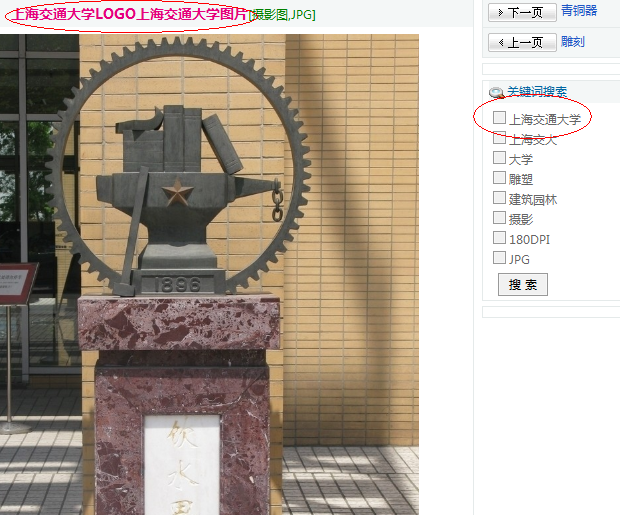 上海交通大学LOGO上海交通大学图片[摄影图,JPG]
1896
饮
水
下一页 青铜器
上一页 雕刻
关键词搜索
上海交通大学
上海交大
大学
雕塑
建筑园林
摄影
180DPI
JPG
搜 索